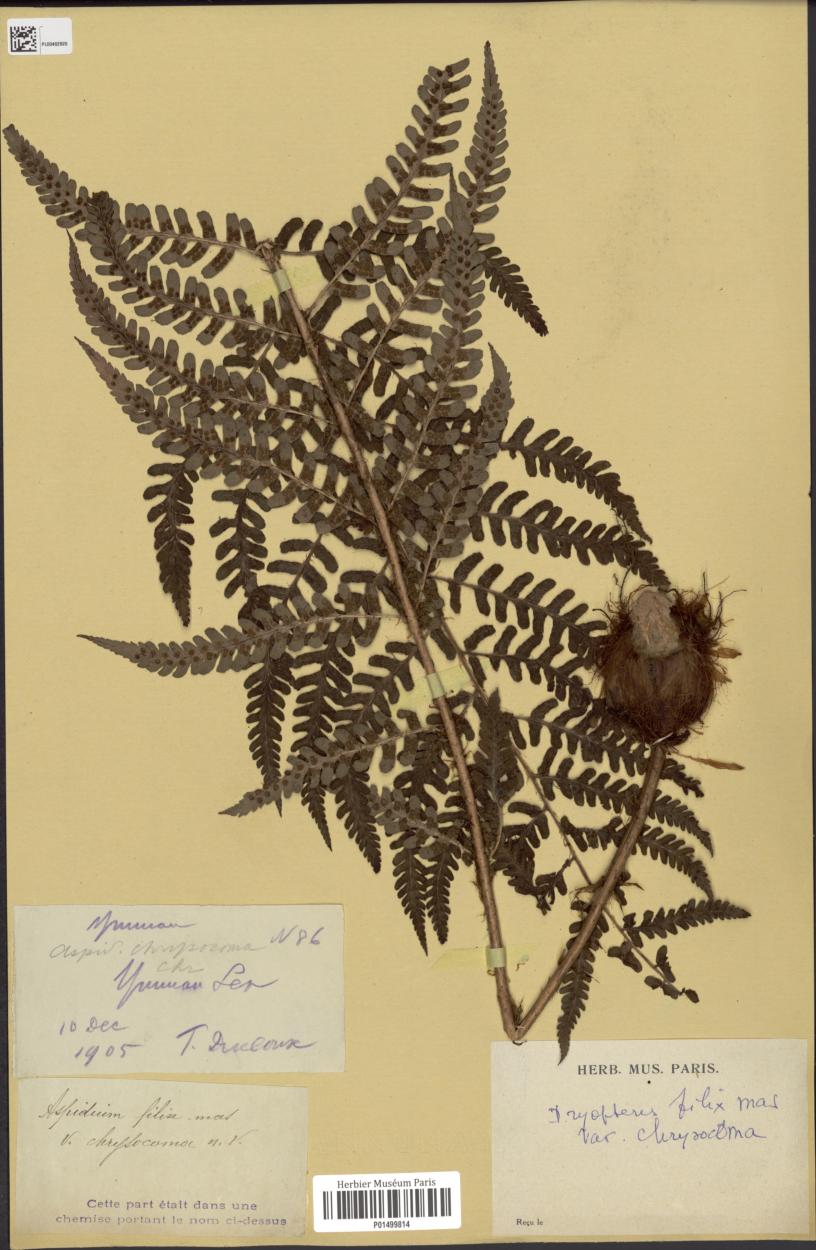 Yunnan
Aspid. chrysocoma N 86
Chr
Yunnan Sen
10 Dec
1905 T. Ducloux
Aspidium filix mas
V. chrysocoma n. V.
Cette part était dans une
chemise portant le nom ci-dessus
Herbier Muséum Paris
P01499814
HERB. MUS. PARIS.
Dryopteris filix mas
var. chrysocoma
Reçu le